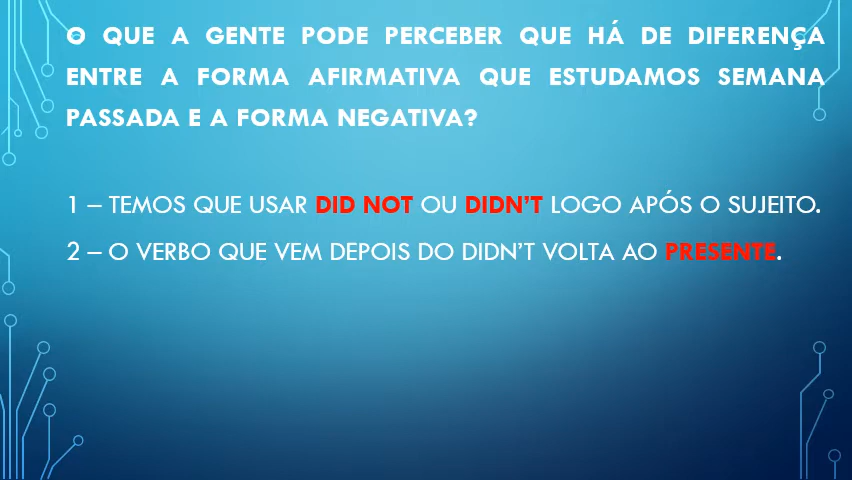 O QUE A GENTE PODE PERCEBER QUE HÁ DE DIFERENÇA
ENTRE A FORMA AFIRMATIVA QUE ESTUDAMOS SEMANA
PASSADA E A FORMA NEGATIVA?
1 – TEMOS QUE USAR DID NOT OU DIDN'T LOGO APÓS O SUJEITO.
2 – O VERBO QUE VEM DEPOIS DO DIDN'T VOLTA AO PRESENTE.